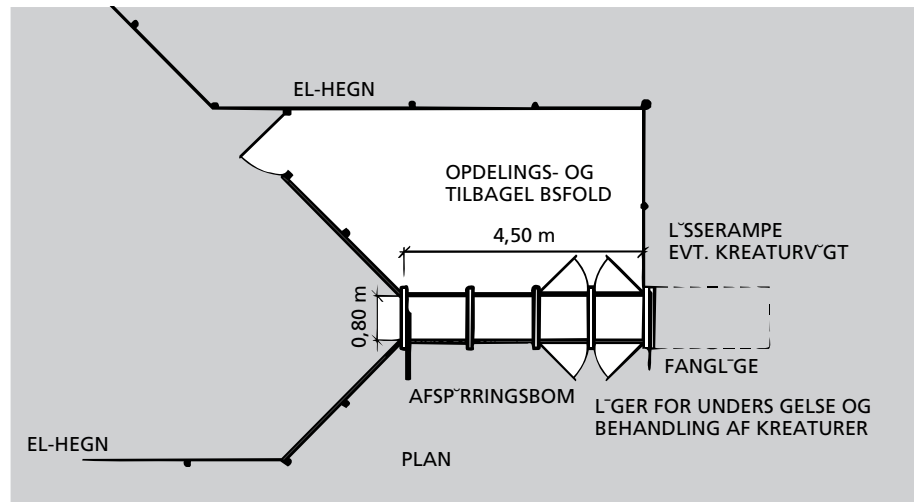 EL-HEGN
OPDELINGS- OG
TILBAGEL BSFOLD
4,50 m
L˘SSERAMPE
EVT. KREATURV˘GT
0,80 m
FANGL¯GE
AFSP˘RRINGSBOM
L¯GER FOR UNDERS GELSE OG
BEHANDLING AF KREATURER
EL-HEGN
PLAN